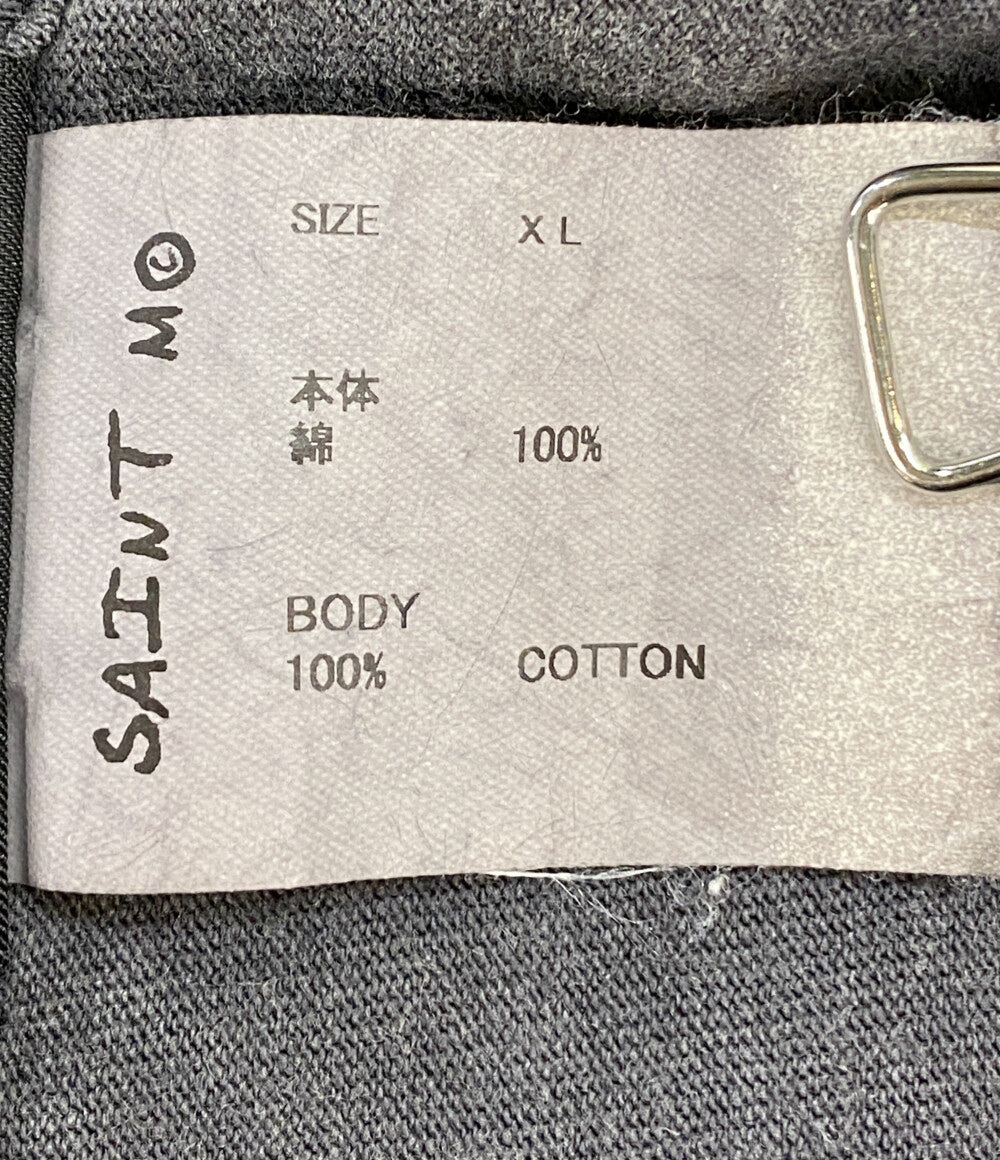 SAINT M©
SIZE XL
本体
綿 100%
BODY
100% COTTON